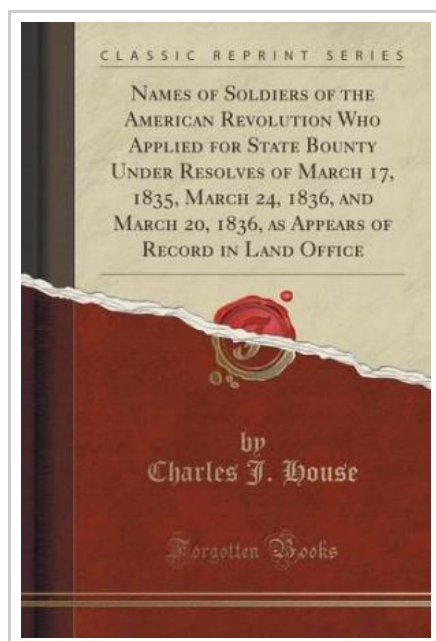 CLASSIC REPRINT SERIES
NAMES OF SOLDIERS OF THE
AMERICAN REVOLUTION WHO
APPLIED FOR STATE BOUNTY
UNDER RESOLVES OF MARCH 17,
1835, MARCH 24, 1836, AND
MARCH 20, 1836, AS APPEARS OF
RECORD IN LAND OFFICE
by
Charles J. House
Forgotten Books